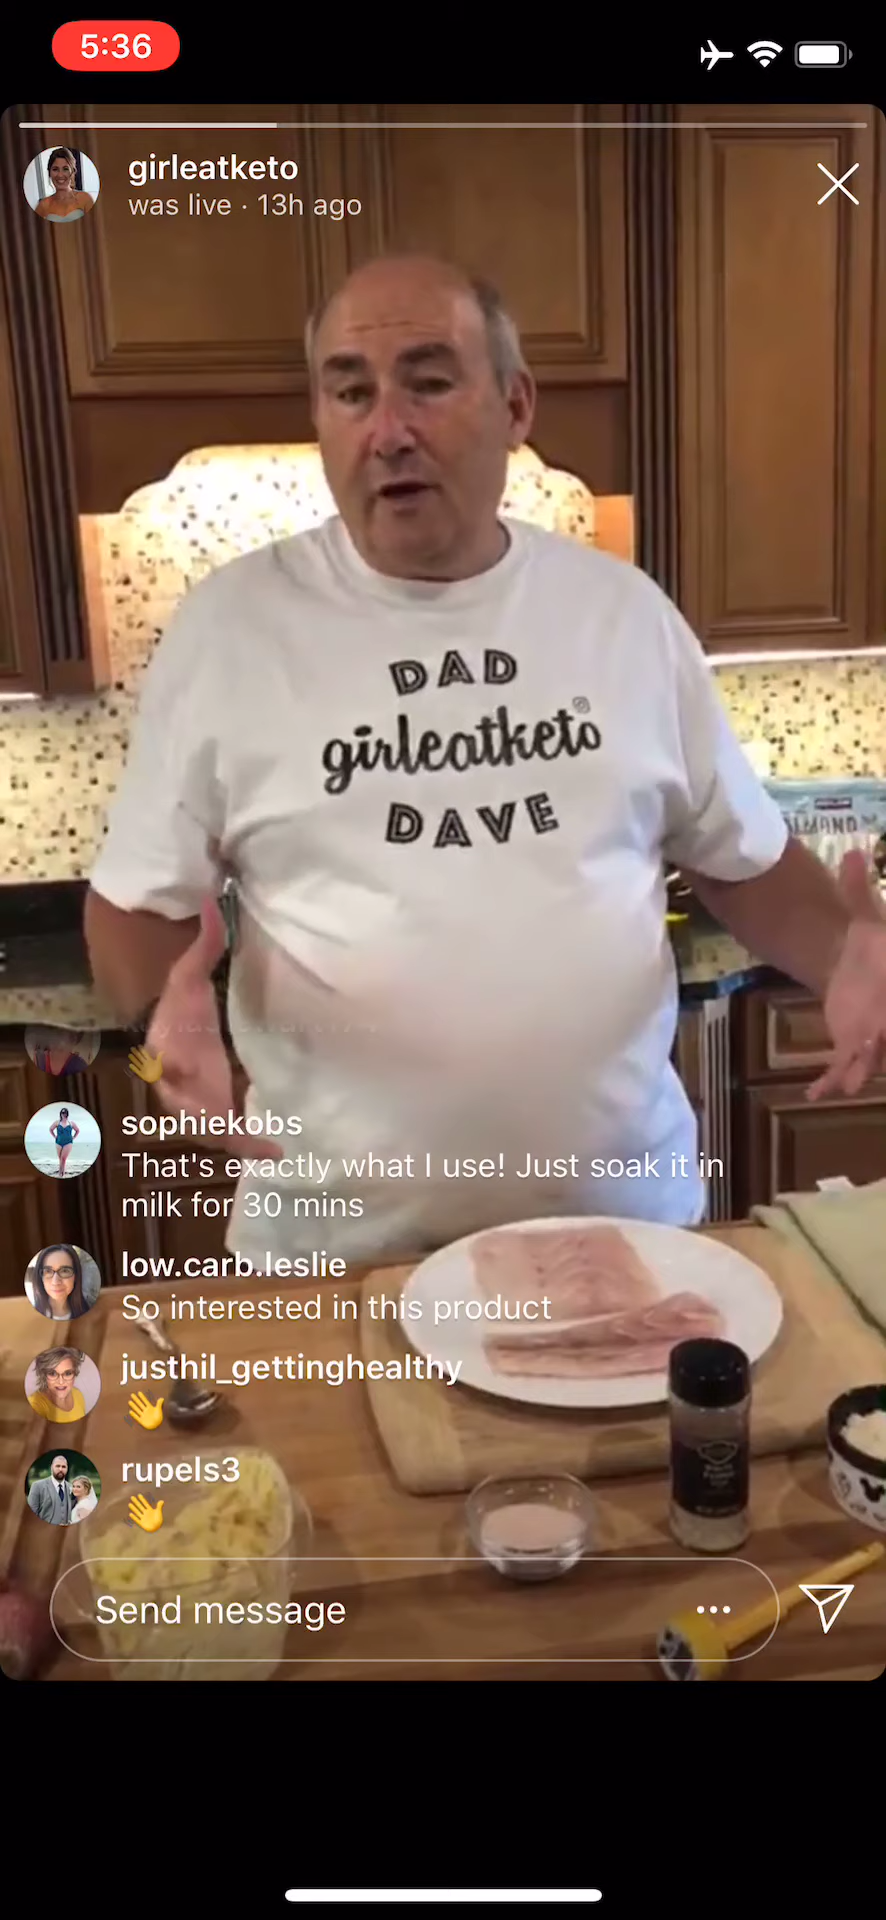 5:36
girleatketo
was live · 13h ago
DAD
girleatketo
DAVE
👋
sophiekobs
That's exactly what I use! Just soak it in
milk for 30 mins
low.carb.leslie
So interested in this product
justhil_gettinghealthy
👋
rupels3
👋
Send message